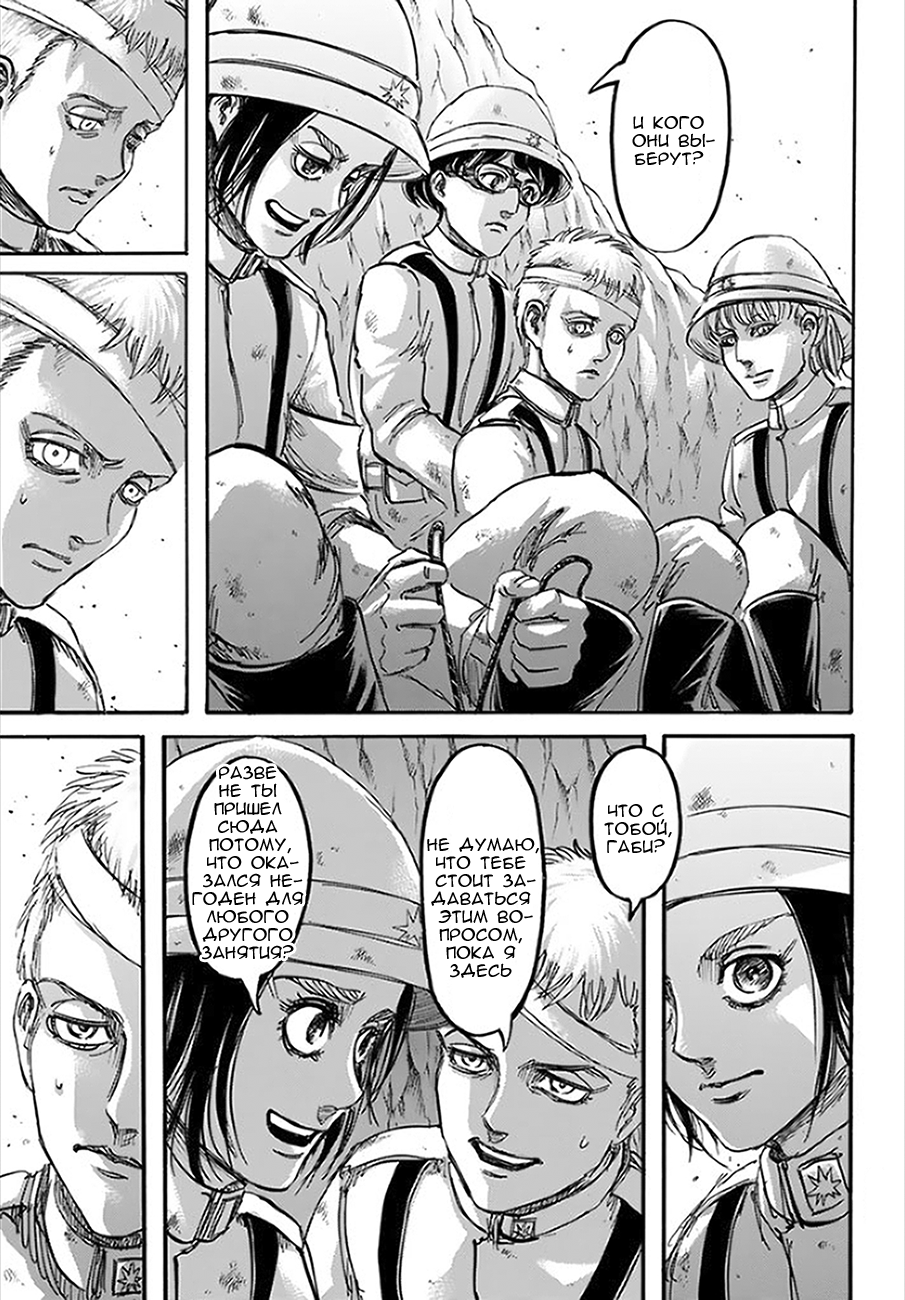 И КОГО
ОНИ ВЫ-
БЕРУТ?
ЧТО С
ТОБОЙ,
ГАБИ?
НЕ ДУМАЮ,
ЧТО ТЕБЕ
СТОИТ ЗА-
ДАВАТЬСЯ
ЭТИМ ВО-
ПРОСОМ,
ПОКА Я
ЗДЕСЬ
РАЗВЕ
НЕ ТЫ
ПРИШЕЛ
СЮДА
ПОТОМУ,
ЧТО ОКА-
ЗАЛСЯ НЕ-
ГОДЕН ДЛЯ
ЛЮБОГО
ДРУГОГО
ЗАНЯТИЯ?